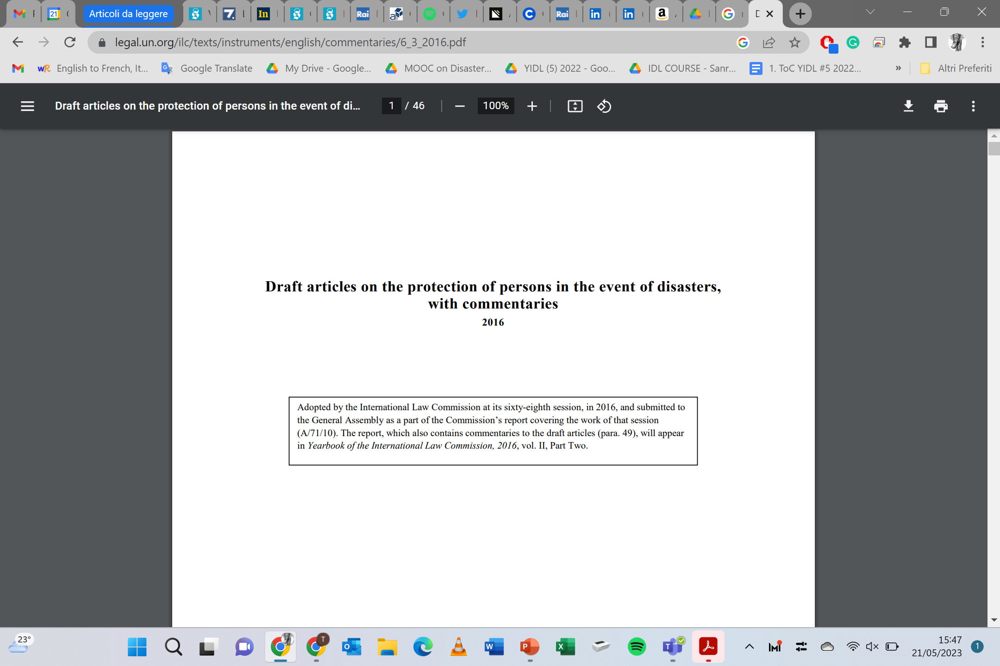 Articoli da leggere
legal.un.org/ilc/texts/instruments/english/commentaries/6_3_2016.pdf
English to French, It...
Google Translate
My Drive - Google...
MOOC on Disaster...
YIDL (5) 2022 - Goo...
IDL COURSE - Sanr...
1. ToC YIDL #5 2022...
»
Altri Preferiti
Draft articles on the protection of persons in the event of di...
1 / 46
100%
Draft articles on the protection of persons in the event of disasters,
with commentaries
2016
Adopted by the International Law Commission at its sixty-eighth session, in 2016, and submitted to
the General Assembly as a part of the Commission's report covering the work of that session
(A/71/10). The report, which also contains commentaries to the draft articles (para. 49), will appear
in Yearbook of the International Law Commission, 2016, vol. II, Part Two.
23°
15:47
21/05/2023
1